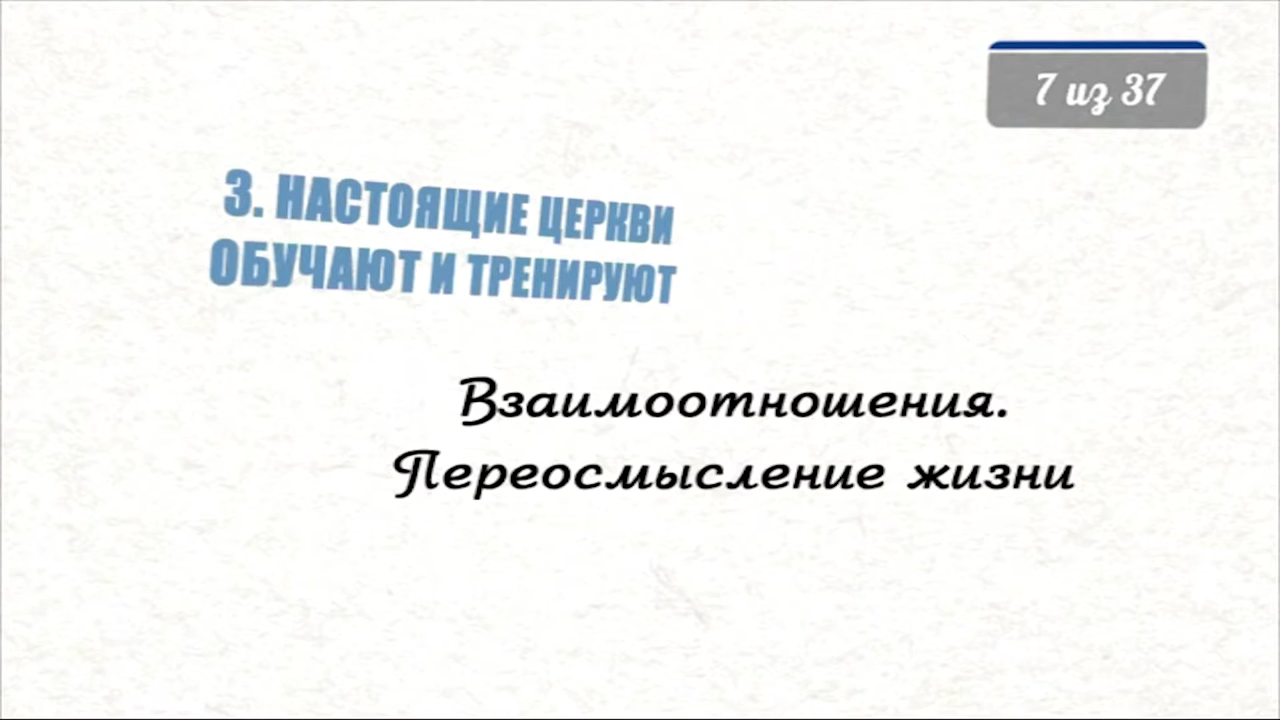 7 из 37
3. НАСТОЯЩИЕ ЦЕРКВИ
ОБУЧАЮТ И ТРЕНИРУЮТ
Взаимоотношения.
Переосмысление жизни